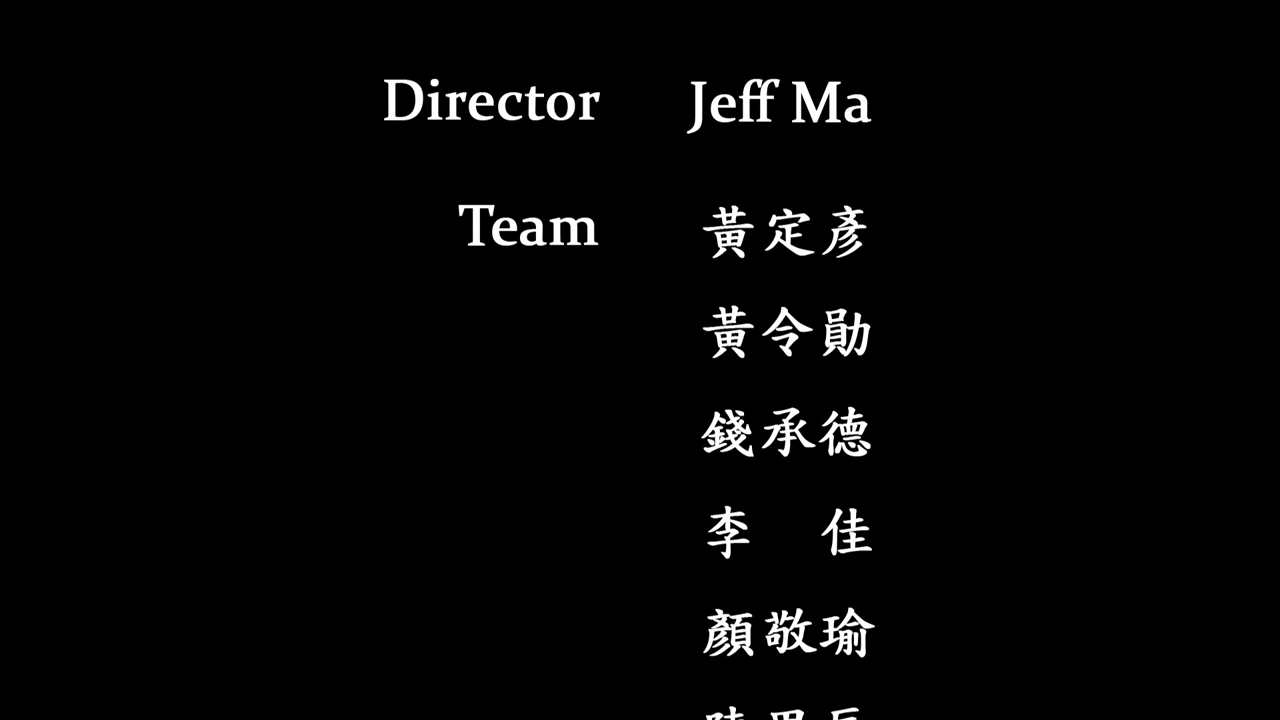 Director Jeff Ma
Team 黃定彥
黃令勛
錢承德
李 佳
顏敬瑜